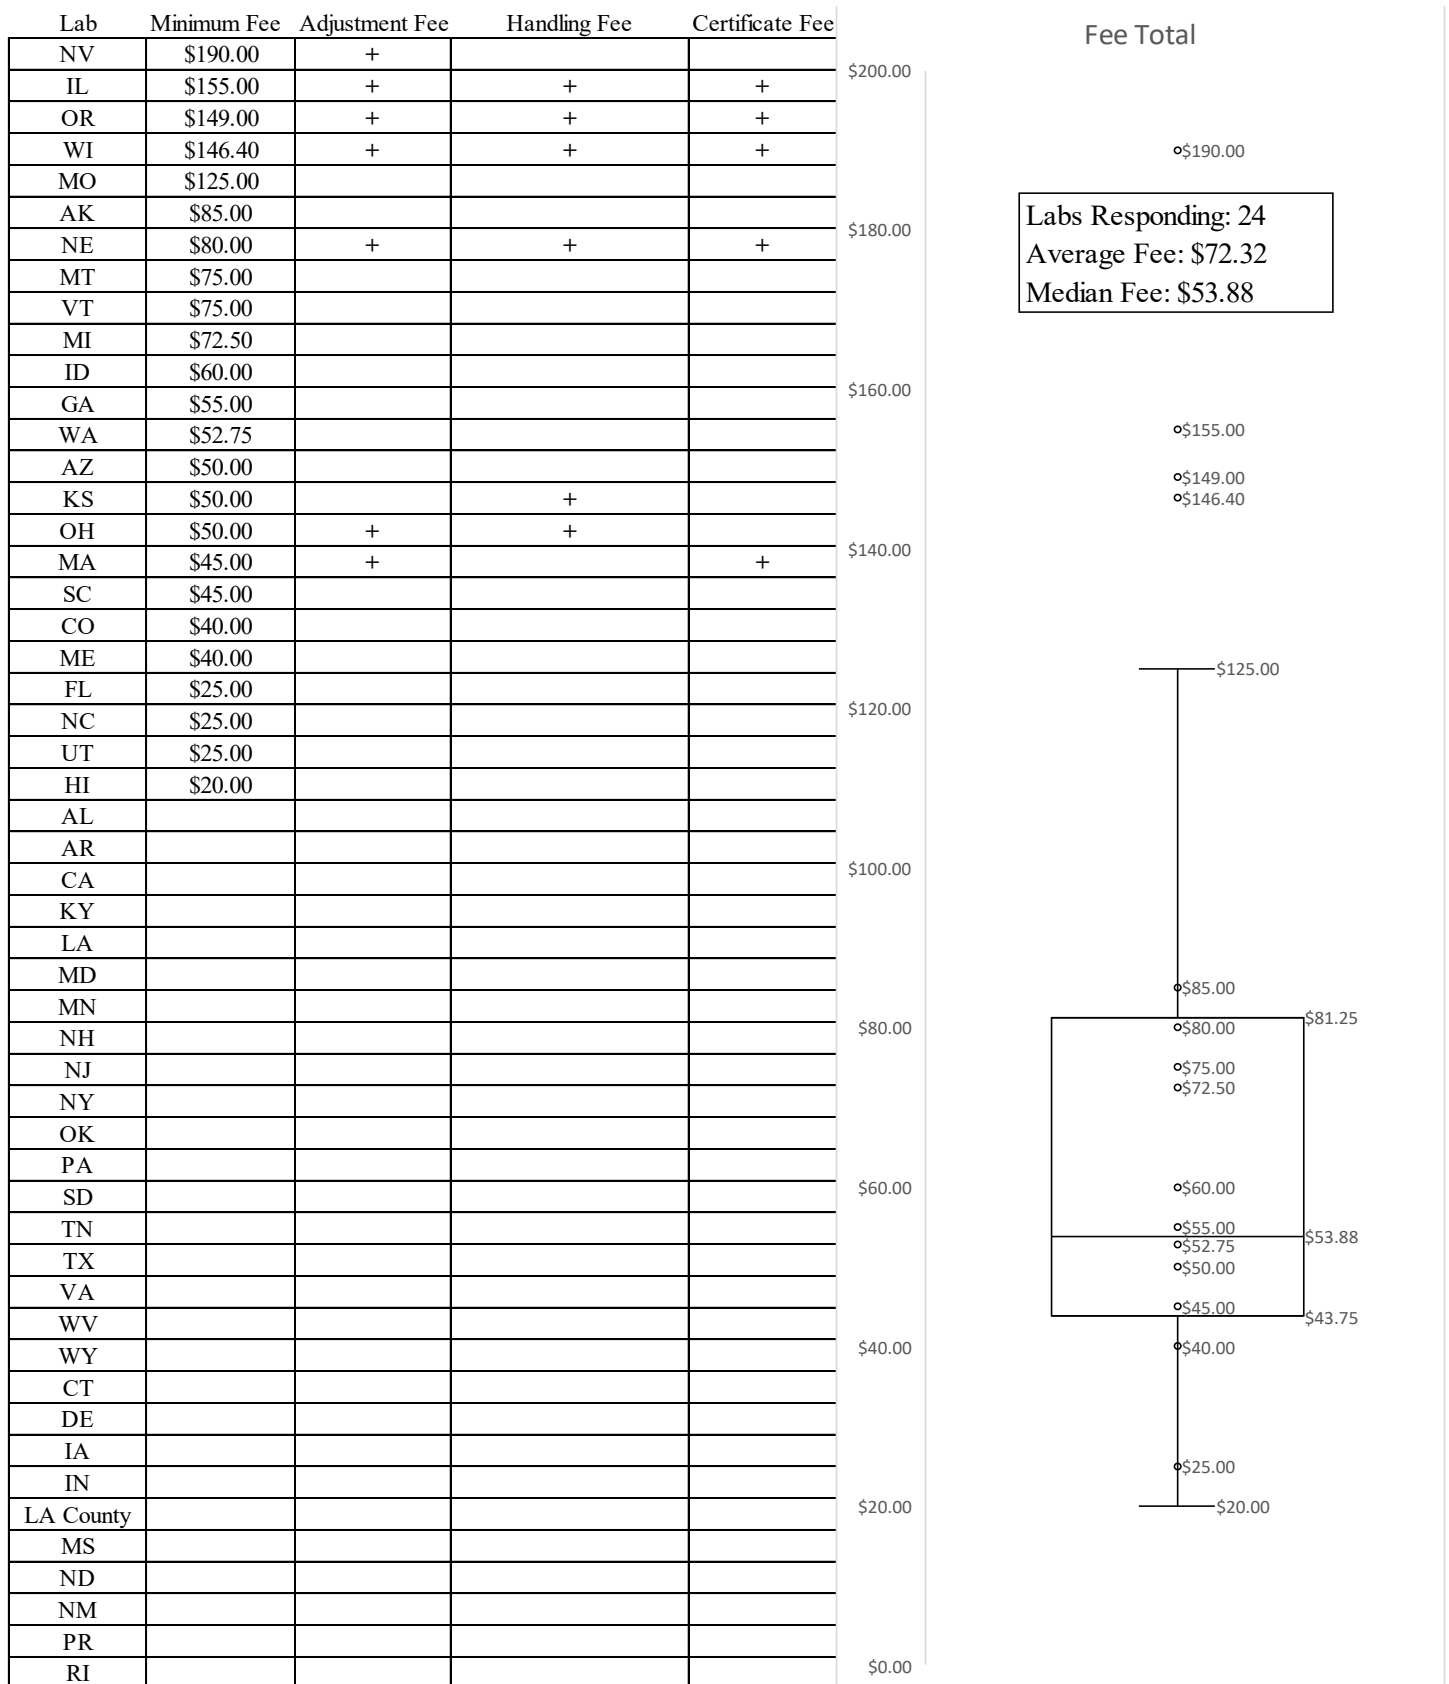 Lab Minimum Fee Adjustment Fee Handling Fee Certificate Fee
NV $190.00 +
IL $155.00 + + +
OR $149.00 + + +
WI $146.40 + + +
MO $125.00
AK $85.00
NE $80.00 + + +
MT $75.00
VT $75.00
MI $72.50
ID $60.00
GA $55.00
WA $52.75
AZ $50.00
KS $50.00 +
OH $50.00 + +
MA $45.00 + +
SC $45.00
CO $40.00
ME $40.00
FL $25.00
NC $25.00
UT $25.00
HI $20.00
AL
AR
CA
KY
LA
MD
MN
NH
NJ
NY
OK
PA
SD
TN
TX
VA
WV
WY
CT
DE
IA
IN
LA County
MS
ND
NM
PR
RI
Fee Total
$200.00
$180.00
$160.00
$140.00
$120.00
$100.00
$80.00
$60.00
$40.00
$20.00
$0.00
$190.00
Labs Responding: 24
Average Fee: $72.32
Median Fee: $53.88
$155.00
$149.00
$146.40
$125.00
$85.00
$81.25
$80.00
$75.00
$72.50
$60.00
$55.00
$53.88
$52.75
$50.00
$45.00
$43.75
$40.00
$25.00
$20.00